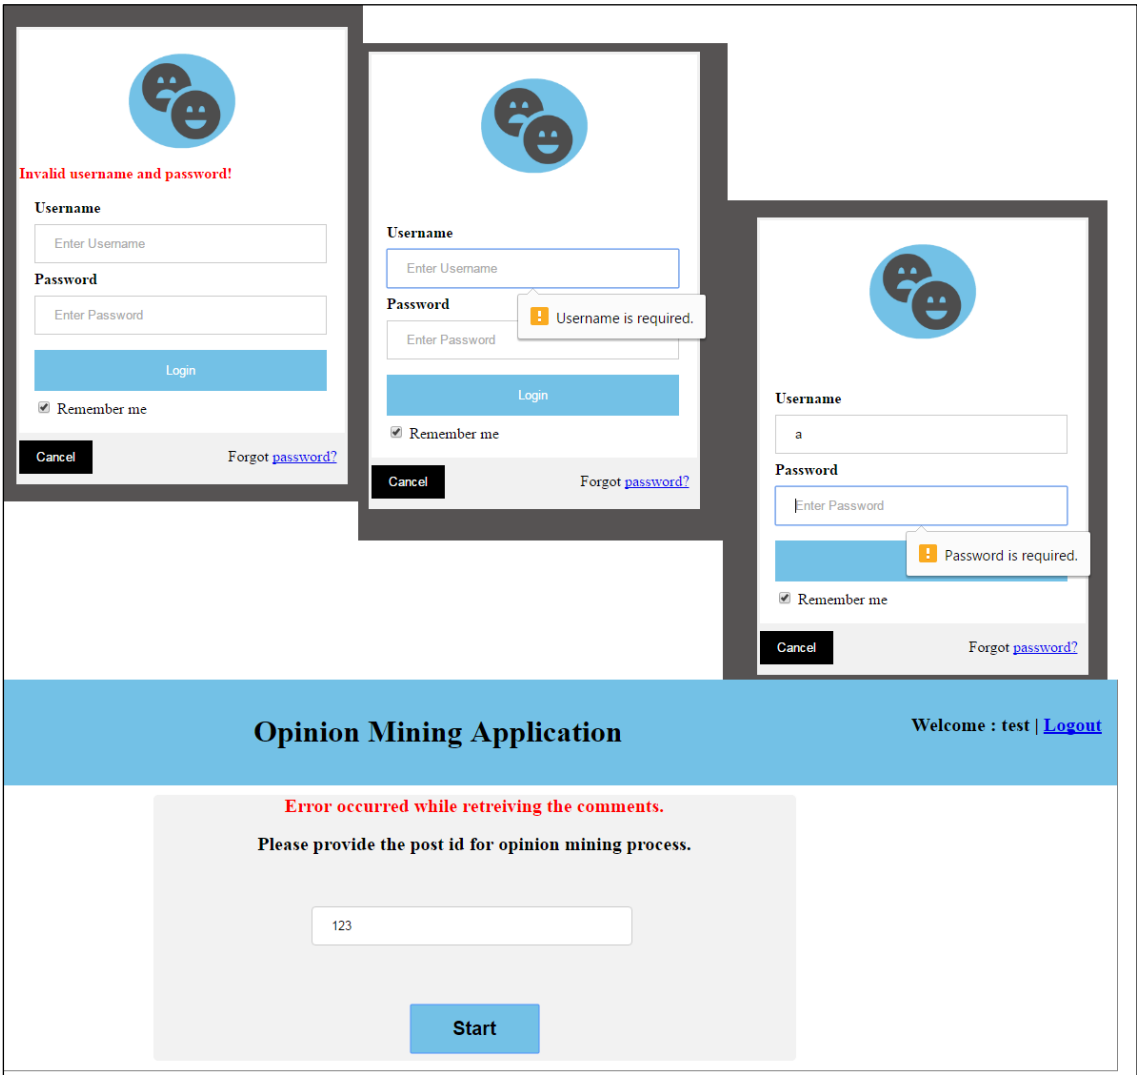 Invalid username and password!
Username
Enter Username
Password
Enter Password
Login
Remember me
Cancel
Forgot password?
Username
Enter Username
Password
Username is required.
Enter Password
Login
Remember me
Cancel
Forgot password?
Username
a
Password
Enter Password
Password is required.
Remember me
Cancel
Forgot password?
Opinion Mining Application
Welcome : test | Logout
Error occurred while retreiving the comments.
Please provide the post id for opinion mining process.
123
Start